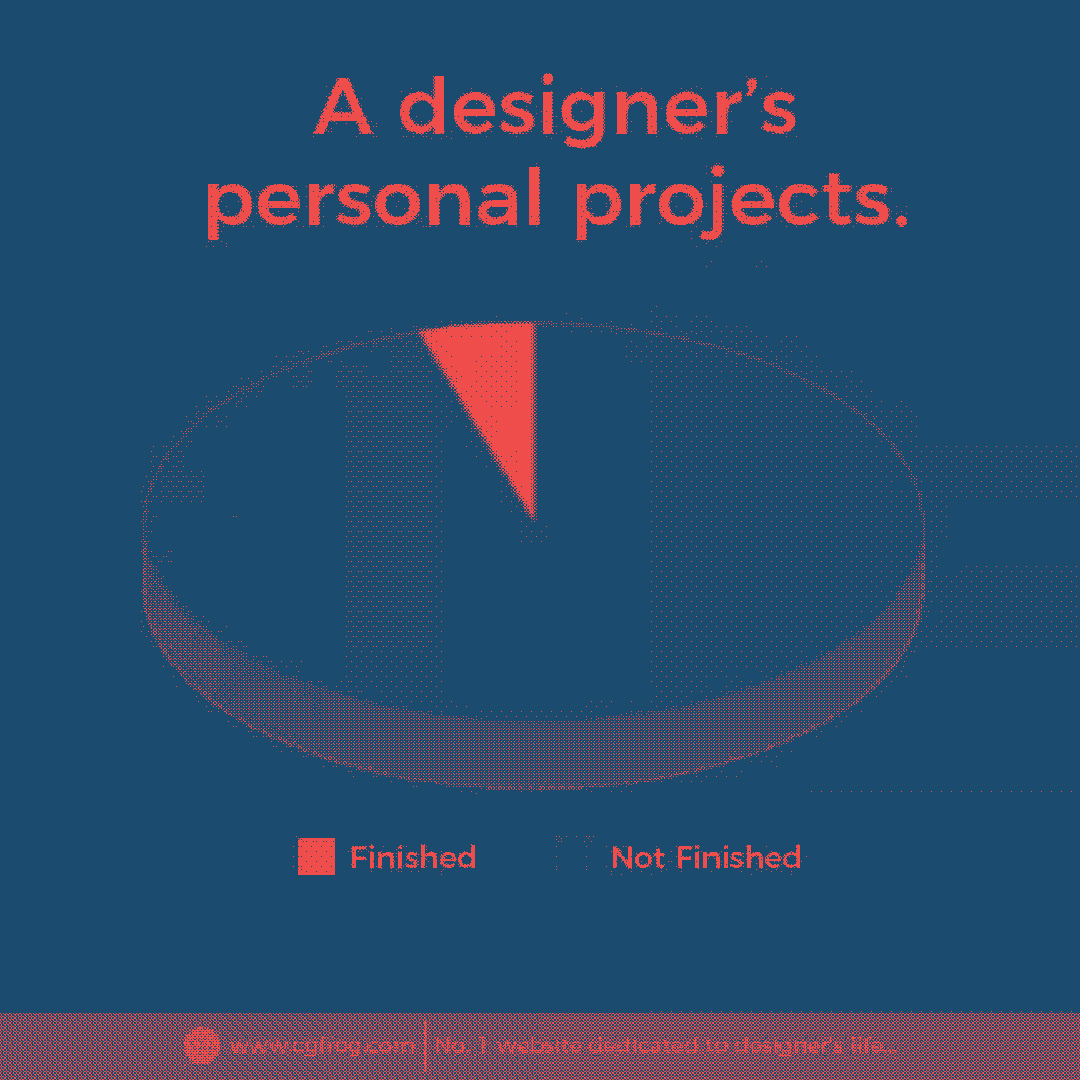 A designer’s
personal projects.
Finished
Not Finished
www.cgfrog.com | No. 1 website dedicated to designer's life..